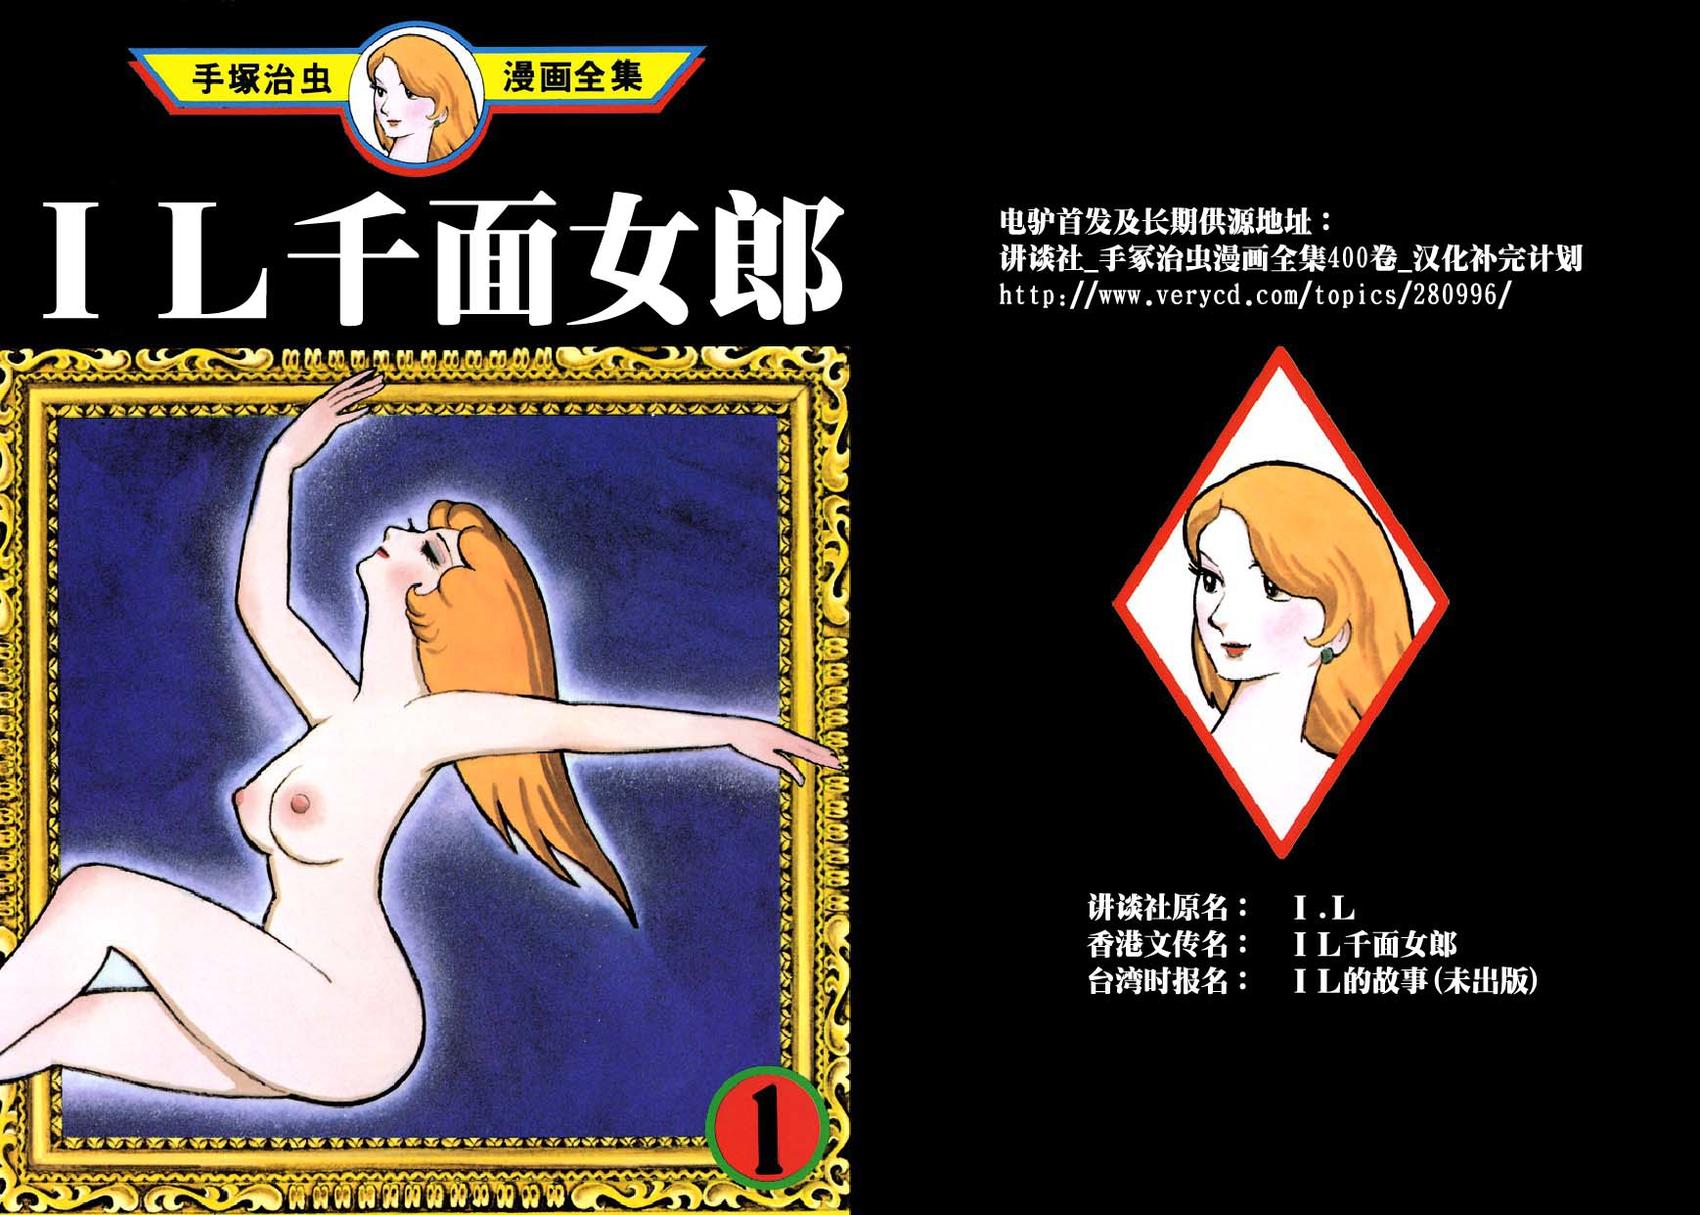 手塚治虫 漫画全集
IL千面女郎
1
电驴首发及长期供源地址：
讲谈社_手冢治虫漫画全集400卷_汉化补完计划
http://www.verycd.com/topics/280996/
讲谈社原名： I.L
香港文传名： IL千面女郎
台湾时报名： IL的故事(未出版)